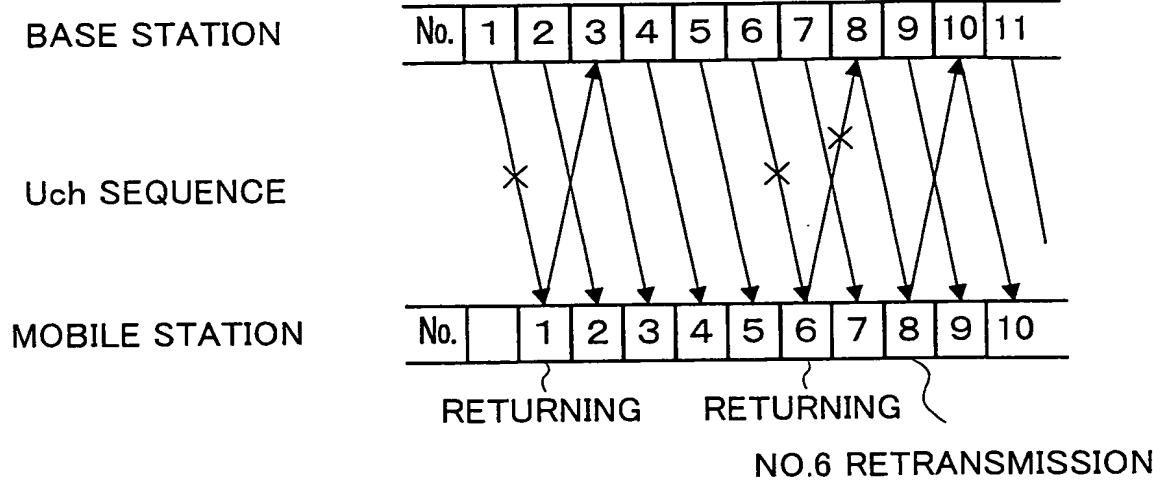 BASE STATION No. 1 2 3 4 5 6 7 8 9 10 11
Uch SEQUENCE
MOBILE STATION No. 1 2 3 4 5 6 7 8 9 10
RETURNING RETURNING
NO.6 RETRANSMISSION